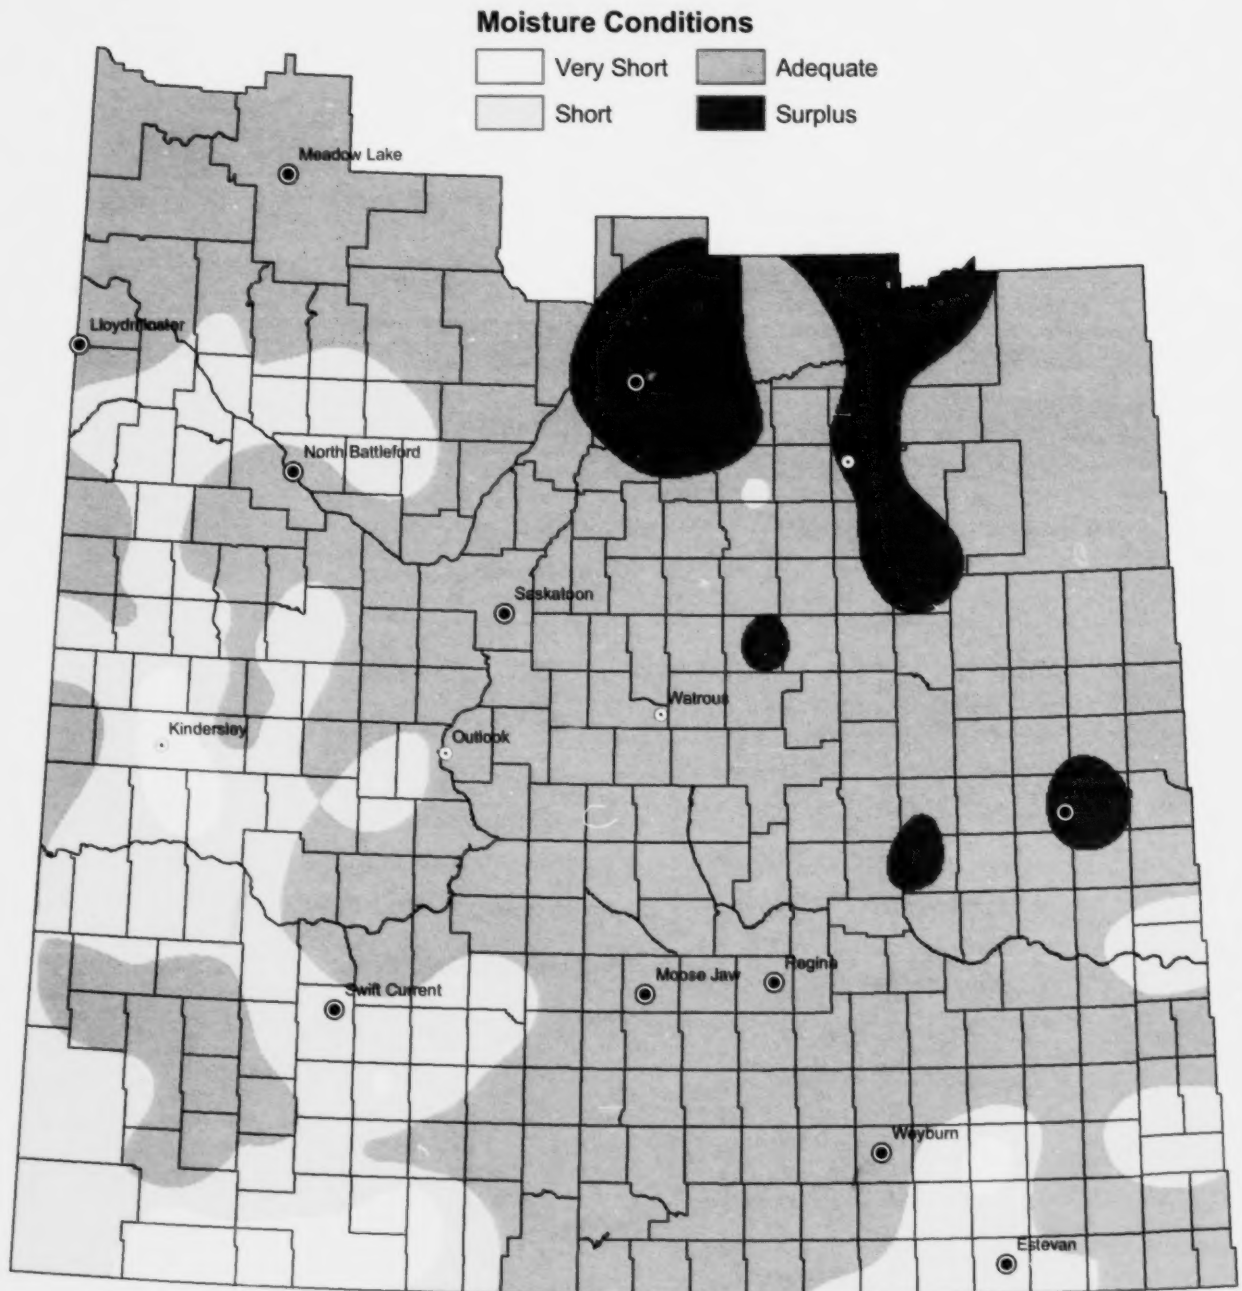 Moisture Conditions
Very Short
Adequate
Short
Surplus
Meadow Lake
Lloydminster
North Battleford
Saskatoon
Watrous
Kindersley
Outlook
Moose Jaw
Regina
Swift Current
Weyburn
Estevan